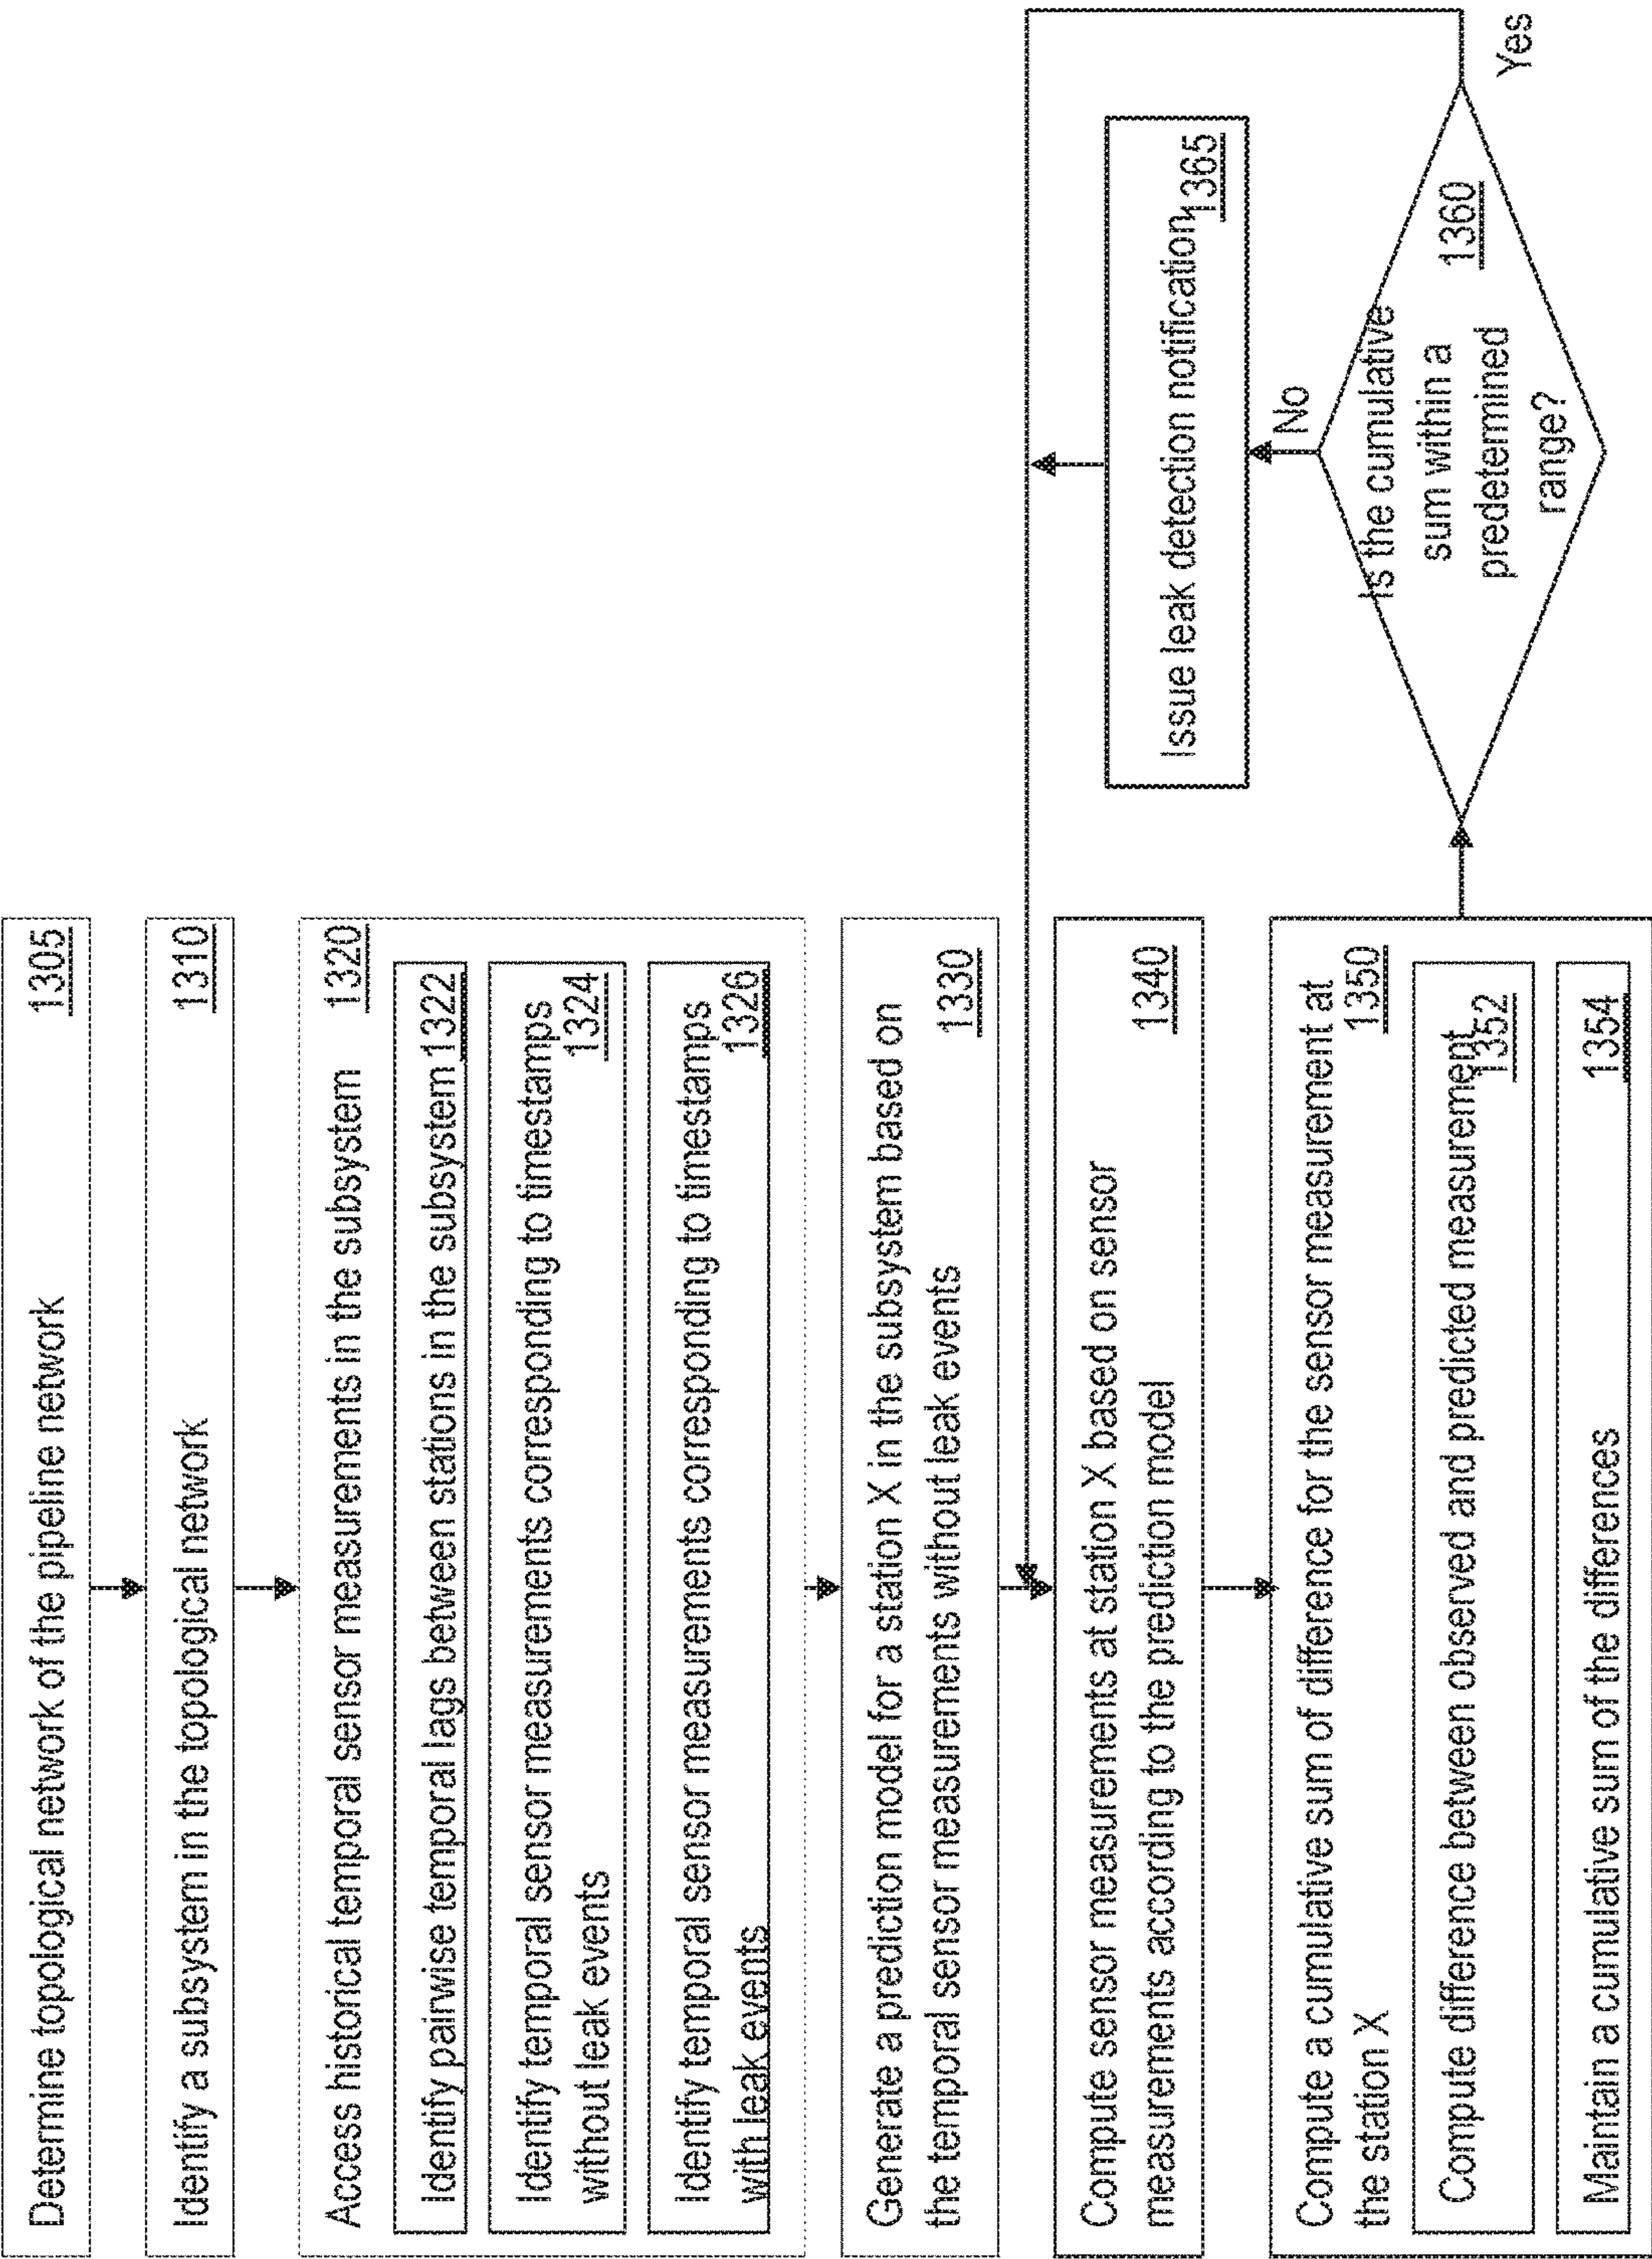 Determine topological network of the pipeline network 1305
Identify a subsystem in the topological network 1310
Access historical temporal sensor measurements in the subsystem 1320
Identify pairwise temporal lags between stations in the subsystem 1322
Identify temporal sensor measurements corresponding to timestamps
without leak events 1324
Identify temporal sensor measurements corresponding to timestamps
with leak events 1326
Generate a prediction model for a station X in the subsystem based on
the temporal sensor measurements without leak events 1330
Compute sensor measurements at station X based on sensor
measurements according to the prediction model 1340
Compute a cumulative sum of difference for the sensor measurement at
the station X 1350
Compute difference between observed and predicted measurement
1352
Maintain a cumulative sum of the differences 1354
Issue leak detection notification
1365
No
Is the cumulative
sum within a 1360
predetermined
range?
Yes